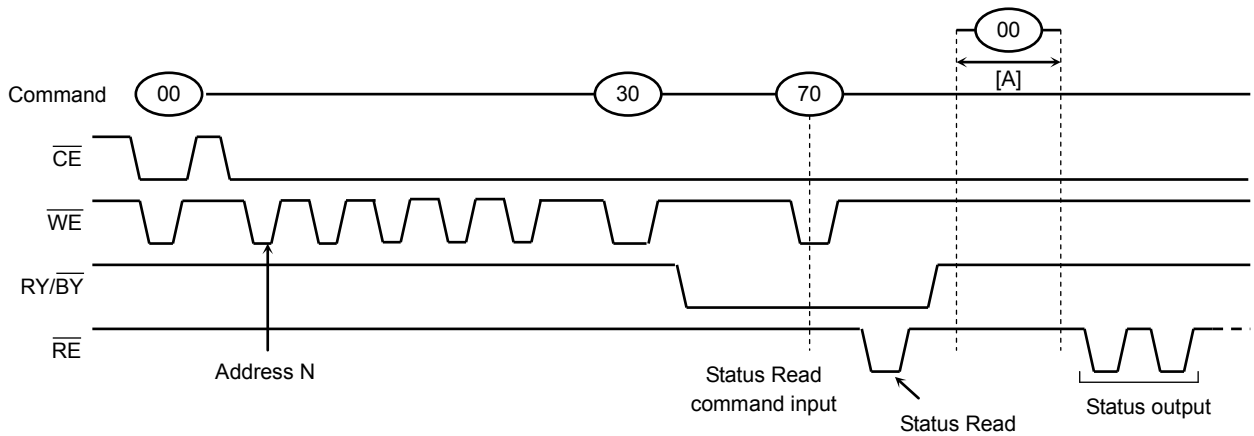 00
[A]
Command 00 30 70
CE
WE
RY/BY
RE
Address N
Status Read
command input
Status Read
Status output